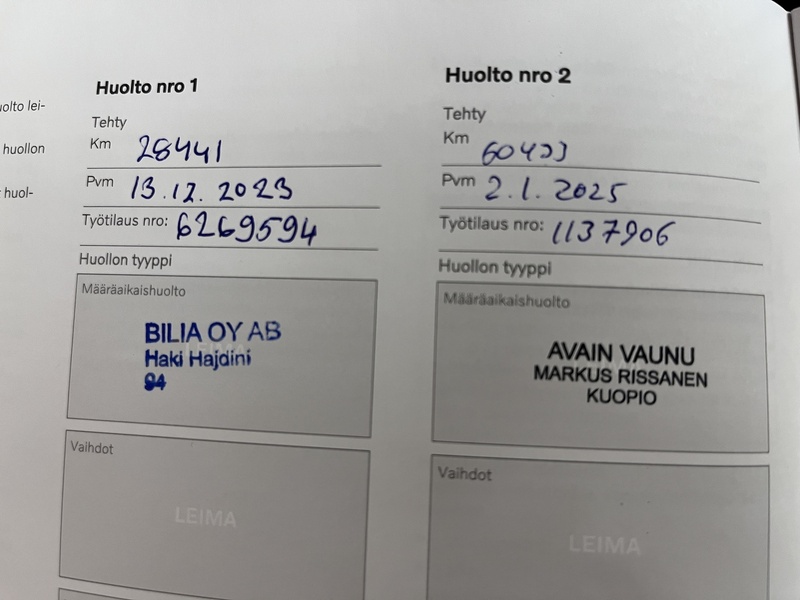 uolto lei-
huollon
huol-
Huolto nro 1
Tehty
Km 28441
Pvm 13.12.2023
Työtilaus nro: 6269594
Huollon tyyppi
Määräaikaishuolto
LEIMA
BILIA OY AB
Haki Hajdini
94
Vaihdot
LEIMA
Huolto nro 2
Tehty
Km
Pvm 2.1.2025
Työtilaus nro: 1137906
Huollon tyyppi
Määräaikaishuolto
AVAIN VAUNU
MARKUS RISSANEN
KUOPIO
Vaihdot
LEIMA